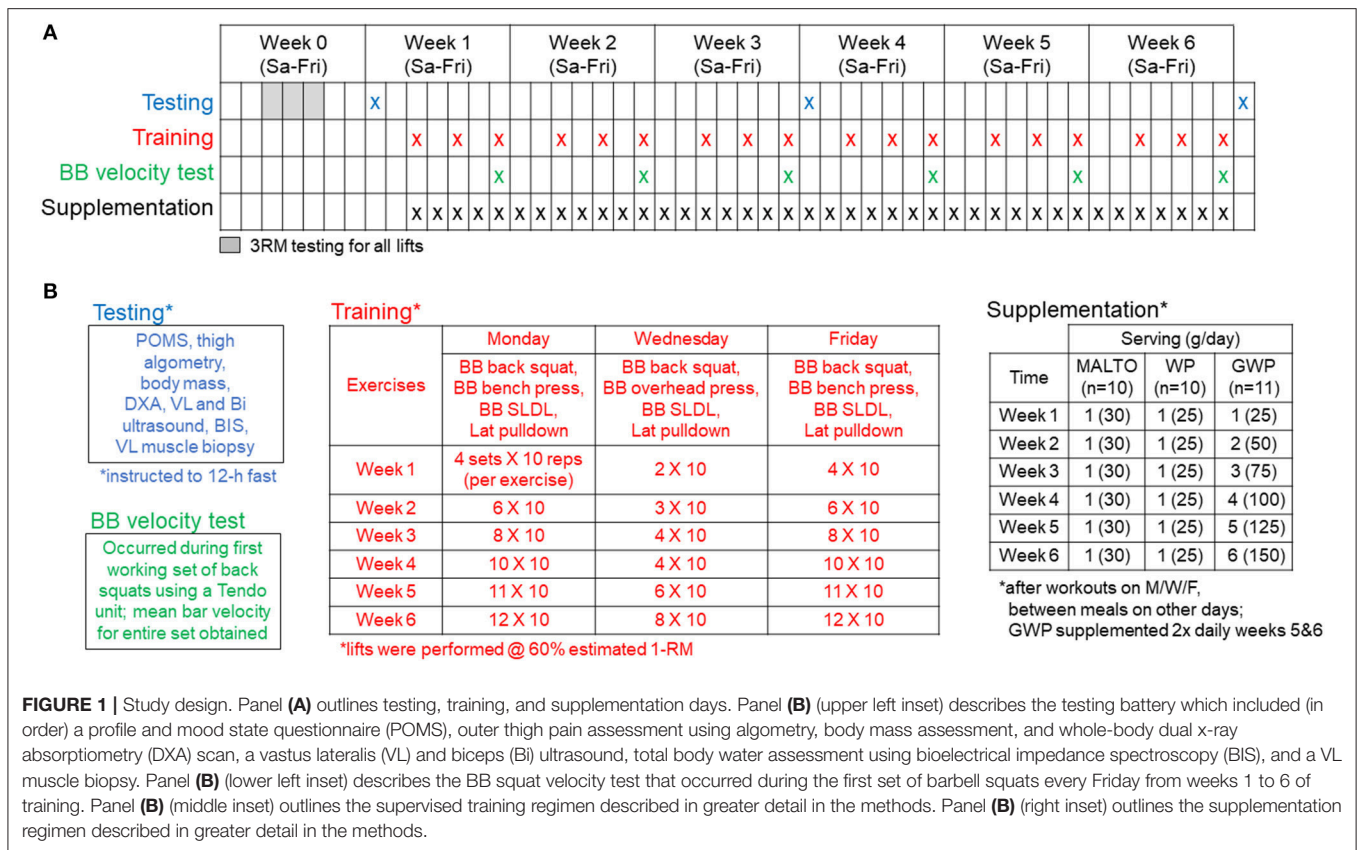 A
Week 0 Week 1 Week 2 Week 3 Week 4 Week 5 Week 6
(Sa-Fri) (Sa-Fri) (Sa-Fri) (Sa-Fri) (Sa-Fri) (Sa-Fri) (Sa-Fri)
Testing X X X
Training X X X X X X X X X X X X X X X X X X
BB velocity test X X X X X X
Supplementation X X X X X X X X X X X X X X X X X X X X X X X X X X X X X X X X X X X X X X X X
3RM testing for all lifts
B
Testing*
POMS, thigh
algometry,
body mass,
DXA, VL and Bi
ultrasound, BIS,
VL muscle biopsy
*instructed to 12-h fast
BB velocity test
Occurred during first
working set of back
squats using a Tendo
unit; mean bar velocity
for entire set obtained
Training*
Exercises Monday Wednesday Friday
BB back squat, BB back squat, BB back squat,
BB bench press, BB overhead press, BB bench press,
BB SLDL, BB SLDL, BB SLDL,
Lat pulldown Lat pulldown Lat pulldown
Week 1 4 sets X 10 reps (per exercise) 2 X 10 4 X 10
Week 2 6 X 10 3 X 10 6 X 10
Week 3 8 X 10 4 X 10 8 X 10
Week 4 10 X 10 4 X 10 10 X 10
Week 5 11 X 10 6 X 10 11 X 10
Week 6 12 X 10 8 X 10 12 X 10
*lifts were performed @ 60% estimated 1-RM
Supplementation*
Serving (g/day)
Time MALTO WP GWP
(n=10) (n=10) (n=11)
Week 1 1 (30) 1 (25) 1 (25)
Week 2 1 (30) 1 (25) 2 (50)
Week 3 1 (30) 1 (25) 3 (75)
Week 4 1 (30) 1 (25) 4 (100)
Week 5 1 (30) 1 (25) 5 (125)
Week 6 1 (30) 1 (25) 6 (150)
*after workouts on M/W/F,
between meals on other days;
GWP supplemented 2x daily weeks 5&6
FIGURE 1 | Study design. Panel (A) outlines testing, training, and supplementation days. Panel (B) (upper left inset) describes the testing battery which included (in
order) a profile and mood state questionnaire (POMS), outer thigh pain assessment using algometry, body mass assessment, and whole-body dual x-ray
absorptiometry (DXA) scan, a vastus lateralis (VL) and biceps (Bi) ultrasound, total body water assessment using bioelectrical impedance spectroscopy (BIS), and a VL
muscle biopsy. Panel (B) (lower left inset) describes the BB squat velocity test that occurred during the first set of barbell squats every Friday from weeks 1 to 6 of
training. Panel (B) (middle inset) outlines the supervised training regimen described in greater detail in the methods. Panel (B) (right inset) outlines the supplementation
regimen described in greater detail in the methods.